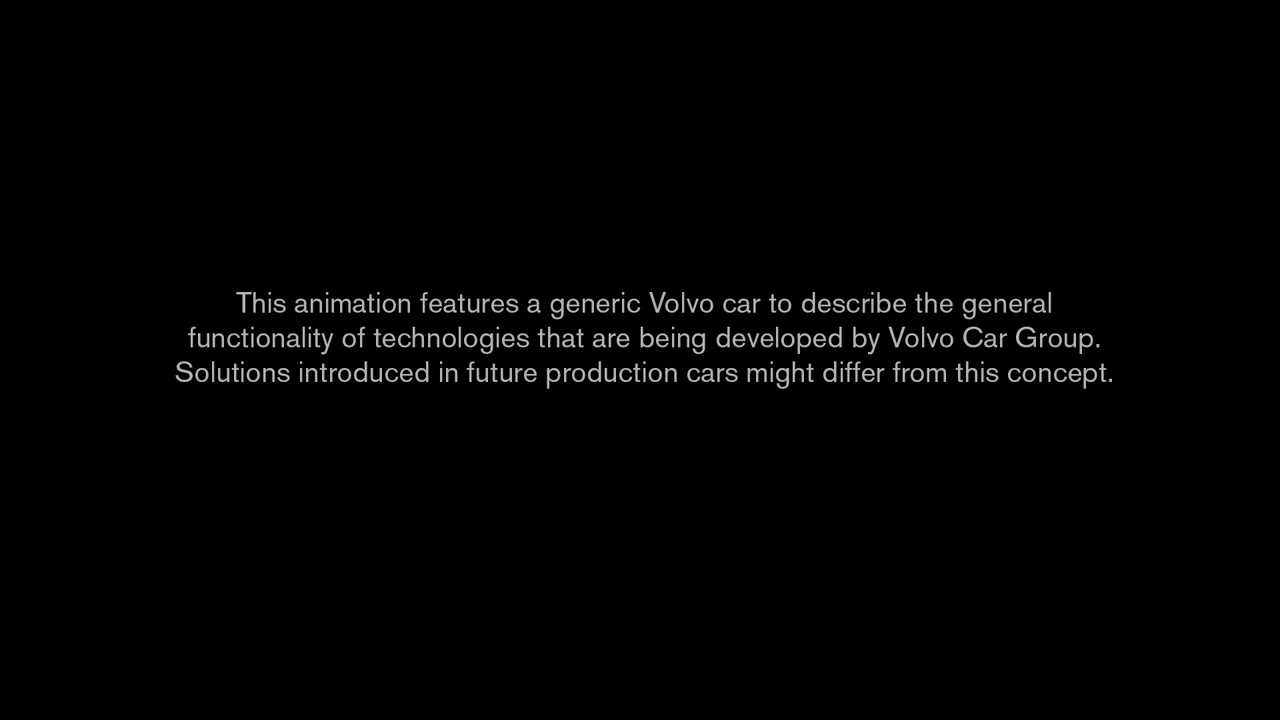 This animation features a generic Volvo car to describe the general
functionality of technologies that are being developed by Volvo Car Group.
Solutions introduced in future production cars might differ from this concept.